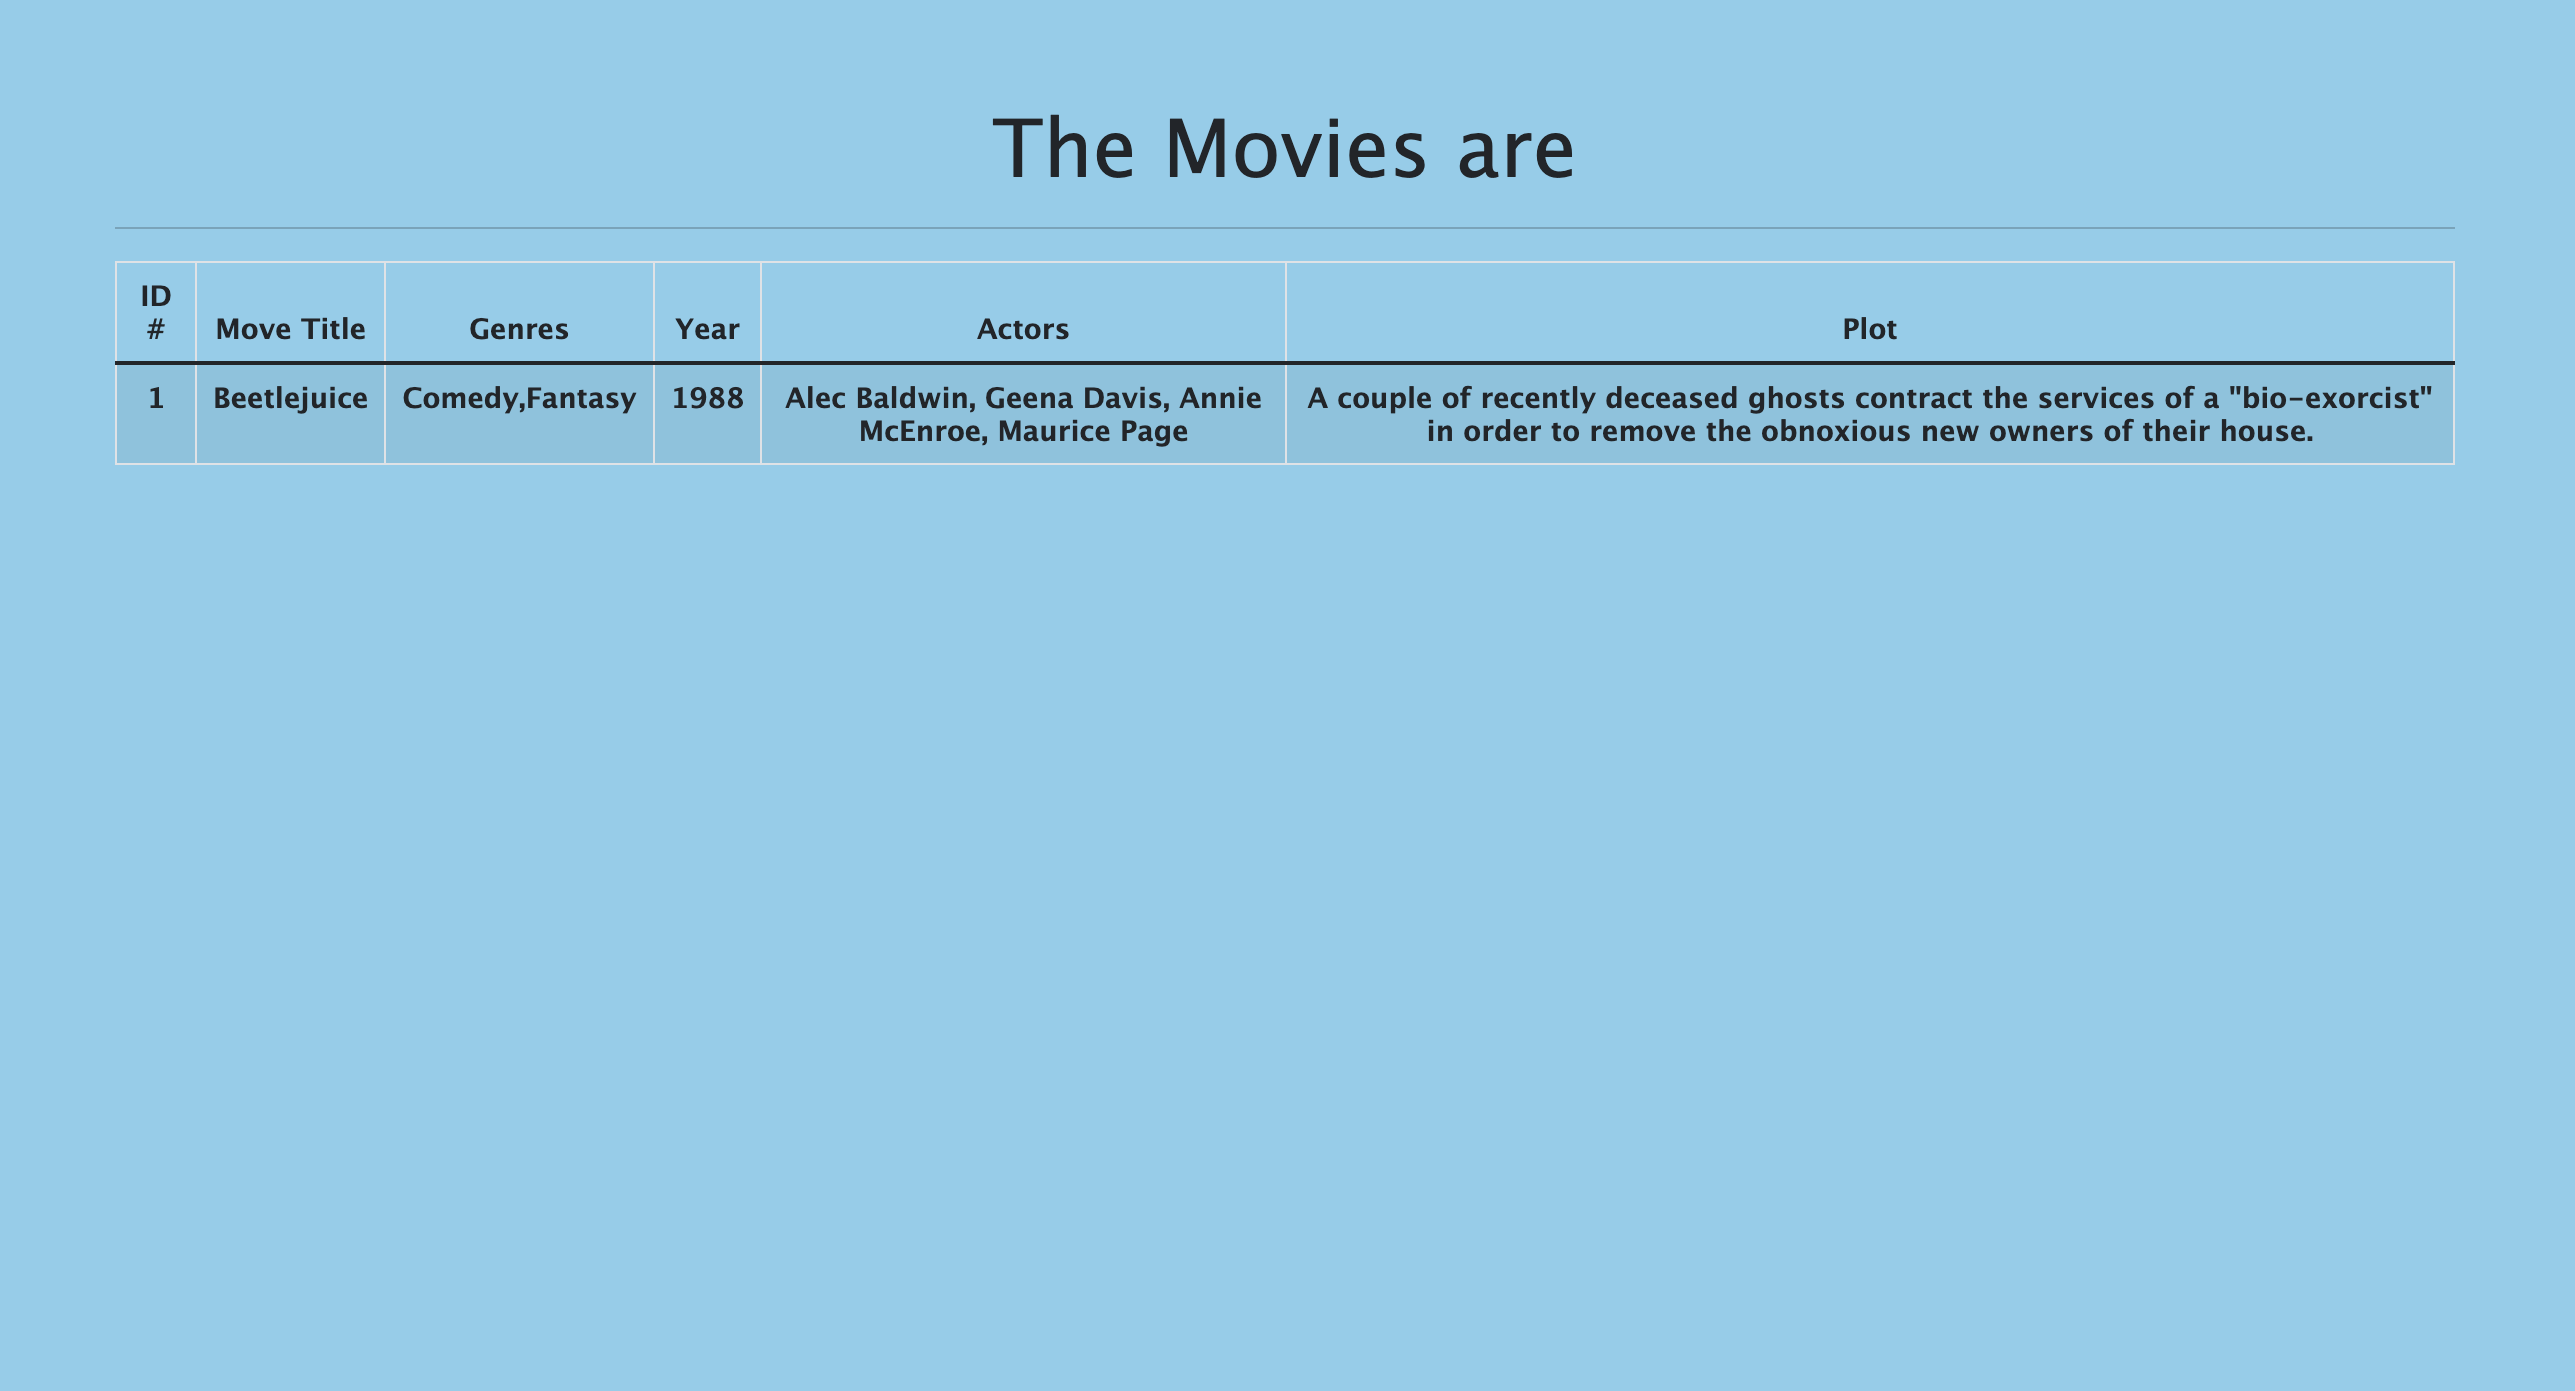 The Movies are
ID # Move Title Genres Year Actors Plot
1 Beetlejuice Comedy,Fantasy 1988 Alec Baldwin, Geena Davis, Annie McEnroe, Maurice Page A couple of recently deceased ghosts contract the services of a "bio-exorcist" in order to remove the obnoxious new owners of their house.